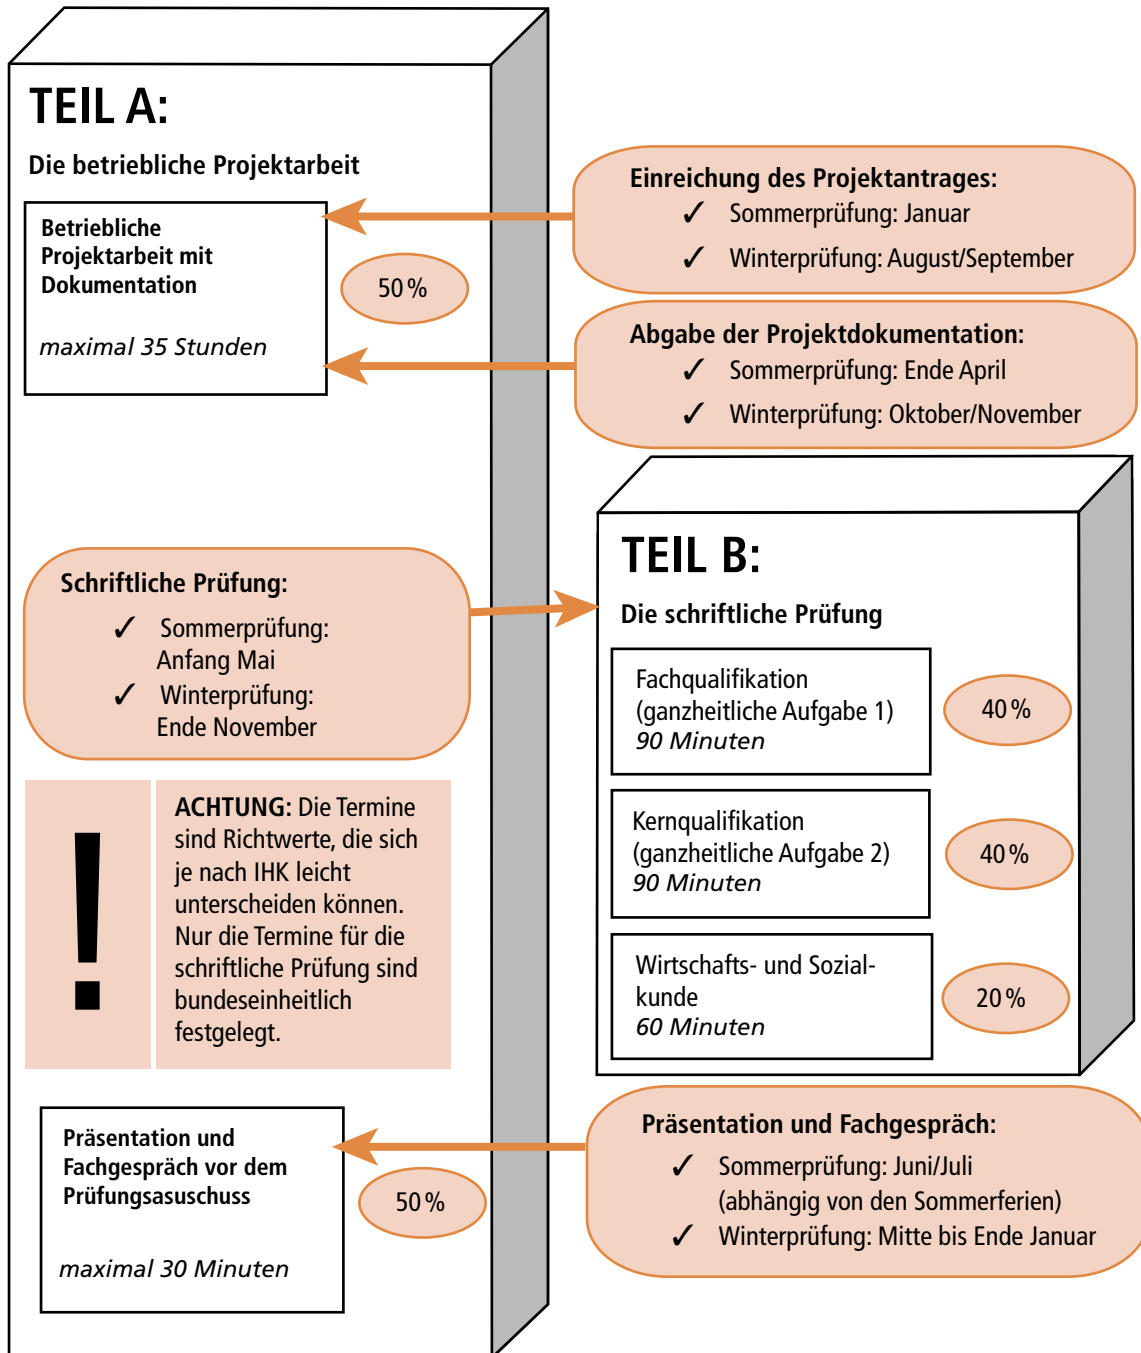 TEIL A:
Die betriebliche Projektarbeit
Betriebliche
Projektarbeit mit
Dokumentation
maximal 35 Stunden
50 %
Einreichung des Projektantrages:
✓ Sommerprüfung: Januar
✓ Winterprüfung: August/September
Abgabe der Projektdokumentation:
✓ Sommerprüfung: Ende April
✓ Winterprüfung: Oktober/November
Schriftliche Prüfung:
✓ Sommerprüfung:
Anfang Mai
✓ Winterprüfung:
Ende November
TEIL B:
Die schriftliche Prüfung
Fachqualifikation
(ganzheitliche Aufgabe 1)
90 Minuten
40 %
Kernqualifikation
(ganzheitliche Aufgabe 2)
90 Minuten
40 %
Wirtschafts- und Sozial-
kunde
60 Minuten
20 %
!
ACHTUNG: Die Termine
sind Richtwerte, die sich
je nach IHK leicht
unterscheiden können.
Nur die Termine für die
schriftliche Prüfung sind
bundeseinheitlich
festgelegt.
Präsentation und
Fachgespräch vor dem
Prüfungsasuschuss
maximal 30 Minuten
50 %
Präsentation und Fachgespräch:
✓ Sommerprüfung: Juni/Juli
(abhängig von den Sommerferien)
✓ Winterprüfung: Mitte bis Ende Januar